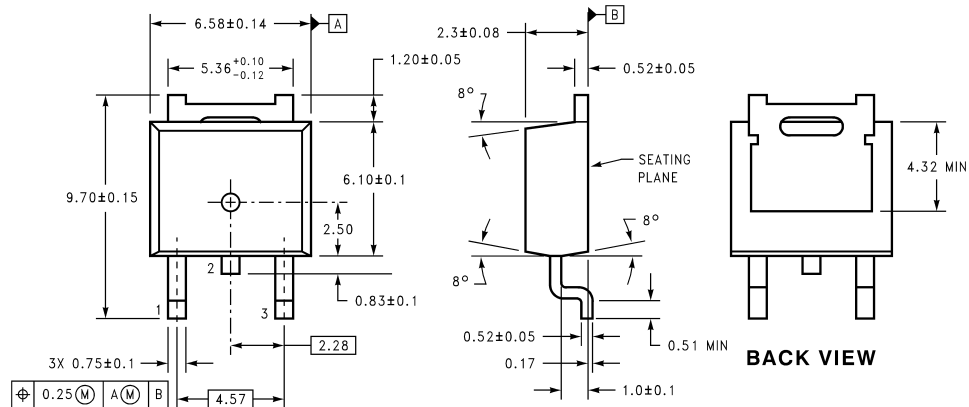 6.58±0.14
A
5.36 +0.10 -0.12
1.20±0.05
9.70±0.15
6.10±0.1
2.50
2
0.83±0.1
1
3
3X 0.75±0.1
2.28
⌖ 0.25 Ⓜ A Ⓜ B
4.57
B
2.3±0.08
0.52±0.05
8°
SEATING
PLANE
8°
8°
0.52±0.05
0.51 MIN
0.17
1.0±0.1
4.32 MIN
BACK VIEW